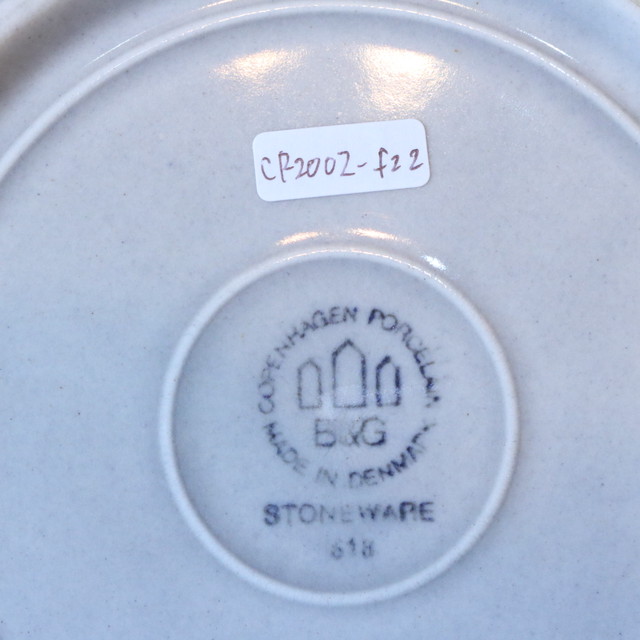 CP2002-f22
COPENHAGEN PORCELAIN
B&G
MADE IN DENMARK
STONEWARE
618